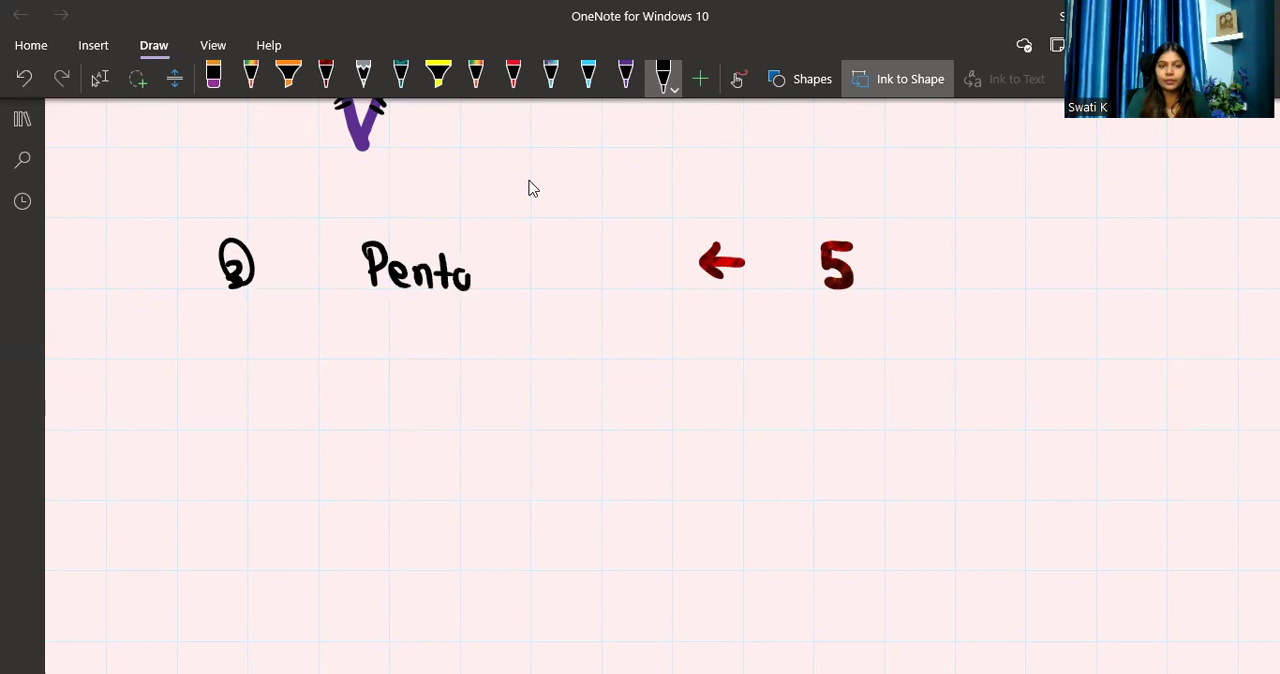 OneNote for Windows 10
S
Home Insert Draw View Help
Shapes Ink to Shape Ink to Text
Swati K
Penta ← 5